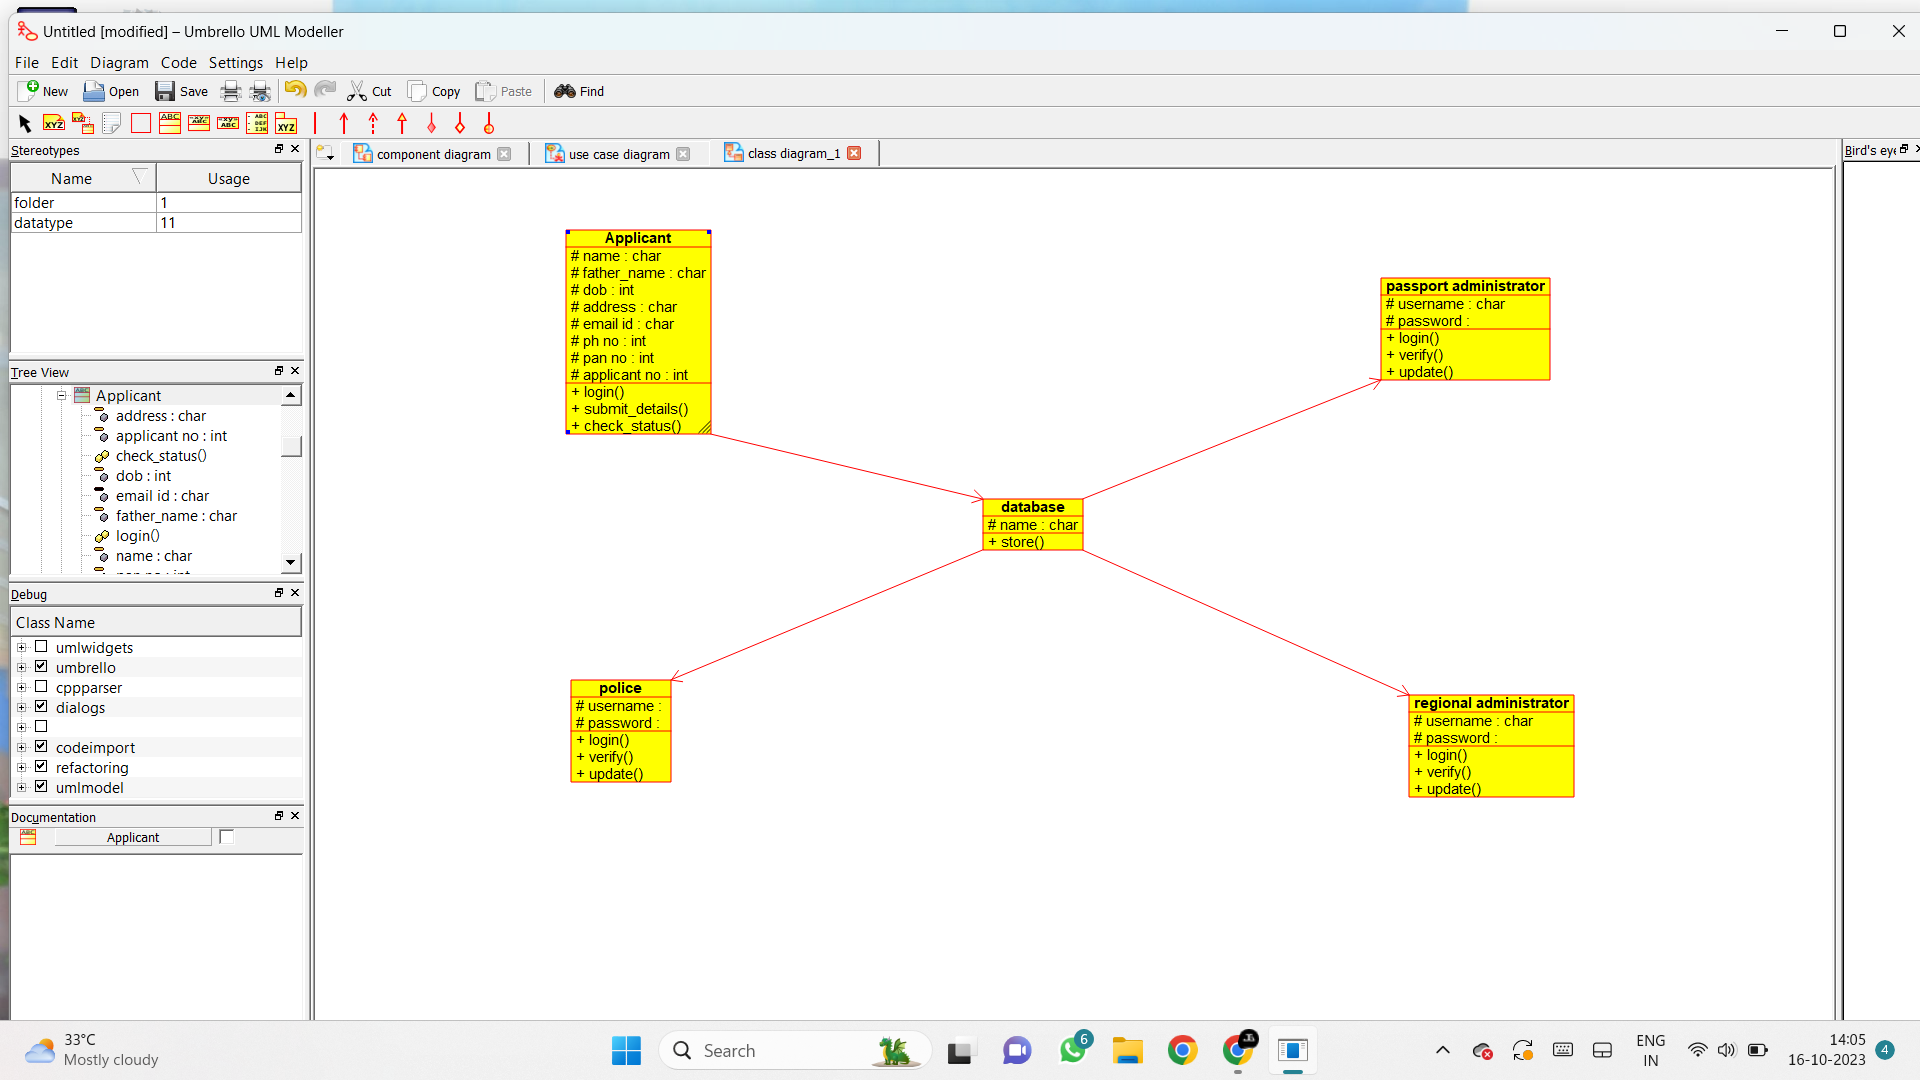 Untitled [modified] – Umbrello UML Modeller
File Edit Diagram Code Settings Help
New Open Save Cut Copy Paste Find
Stereotypes
Name Usage
folder 1
datatype 11
Tree View
Applicant
address : char
applicant no : int
check_status()
dob : int
email id : char
father_name : char
login()
name : char
Debug
Class Name
umlwidgets
umbrello
cppparser
dialogs
codeimport
refactoring
umlmodel
Documentation
Applicant
component diagram
use case diagram
class diagram_1
Bird's eye
Applicant
# name : char
# father_name : char
# dob : int
# address : char
# email id : char
# ph no : int
# pan no : int
# applicant no : int
+ login()
+ submit_details()
+ check_status()
passport administrator
# username : char
# password :
+ login()
+ verify()
+ update()
database
# name : char
+ store()
police
# username :
# password :
+ login()
+ verify()
+ update()
regional administrator
# username : char
# password :
+ login()
+ verify()
+ update()
33°C
Mostly cloudy
Search
6
ENG
IN
14:05
16-10-2023
4